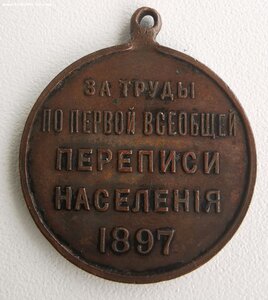 ЗА ТРУДЫ
ПО ПЕРВОЙ ВСЕОБЩЕЙ
ПЕРЕПИСИ
НАСЕЛЕНІЯ
1897